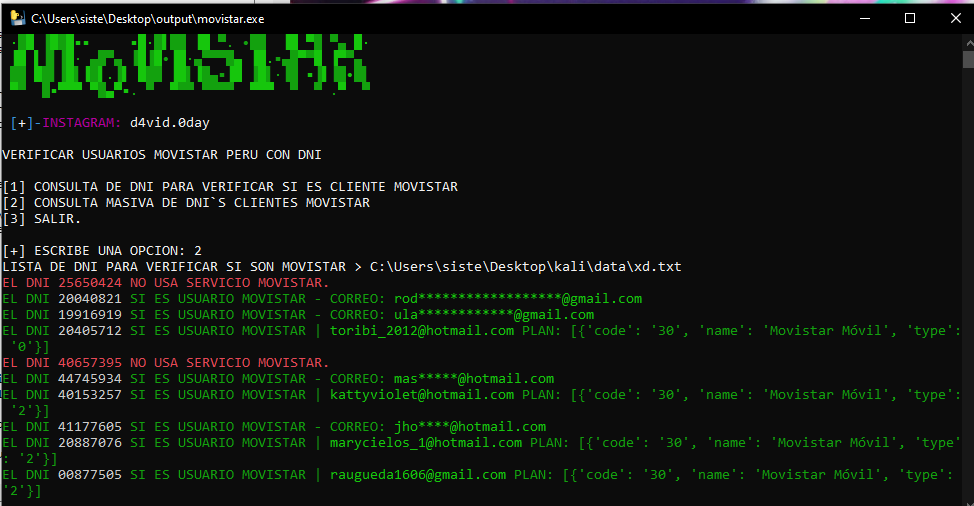 C:\Users\siste\Desktop\output\movistar.exe
MoVISTAR
[+]-INSTAGRAM: d4vid.0day
VERIFICAR USUARIOS MOVISTAR PERU CON DNI
[1] CONSULTA DE DNI PARA VERIFICAR SI ES CLIENTE MOVISTAR
[2] CONSULTA MASIVA DE DNI`S CLIENTES MOVISTAR
[3] SALIR.
[+] ESCRIBE UNA OPCION: 2
LISTA DE DNI PARA VERIFICAR SI SON MOVISTAR > C:\Users\siste\Desktop\kali\data\xd.txt
EL DNI 25650424 NO USA SERVICIO MOVISTAR.
EL DNI 20040821 SI ES USUARIO MOVISTAR - CORREO: rod******************@gmail.com
EL DNI 19916919 SI ES USUARIO MOVISTAR - CORREO: ula************@gmail.com
EL DNI 20405712 SI ES USUARIO MOVISTAR | toribi_2012@hotmail.com PLAN: [{'code': '30', 'name': 'Movistar Móvil', 'type':
'0'}]
EL DNI 40657395 NO USA SERVICIO MOVISTAR.
EL DNI 44745934 SI ES USUARIO MOVISTAR - CORREO: mas*****@hotmail.com
EL DNI 40153257 SI ES USUARIO MOVISTAR | kattyviolet@hotmail.com PLAN: [{'code': '30', 'name': 'Movistar Móvil', 'type':
'2'}]
EL DNI 41177605 SI ES USUARIO MOVISTAR - CORREO: jho****@hotmail.com
EL DNI 20887076 SI ES USUARIO MOVISTAR | marycielos_1@hotmail.com PLAN: [{'code': '30', 'name': 'Movistar Móvil', 'type'
: '2'}]
EL DNI 00877505 SI ES USUARIO MOVISTAR | raugueda1606@gmail.com PLAN: [{'code': '30', 'name': 'Movistar Móvil', 'type':
'2'}]